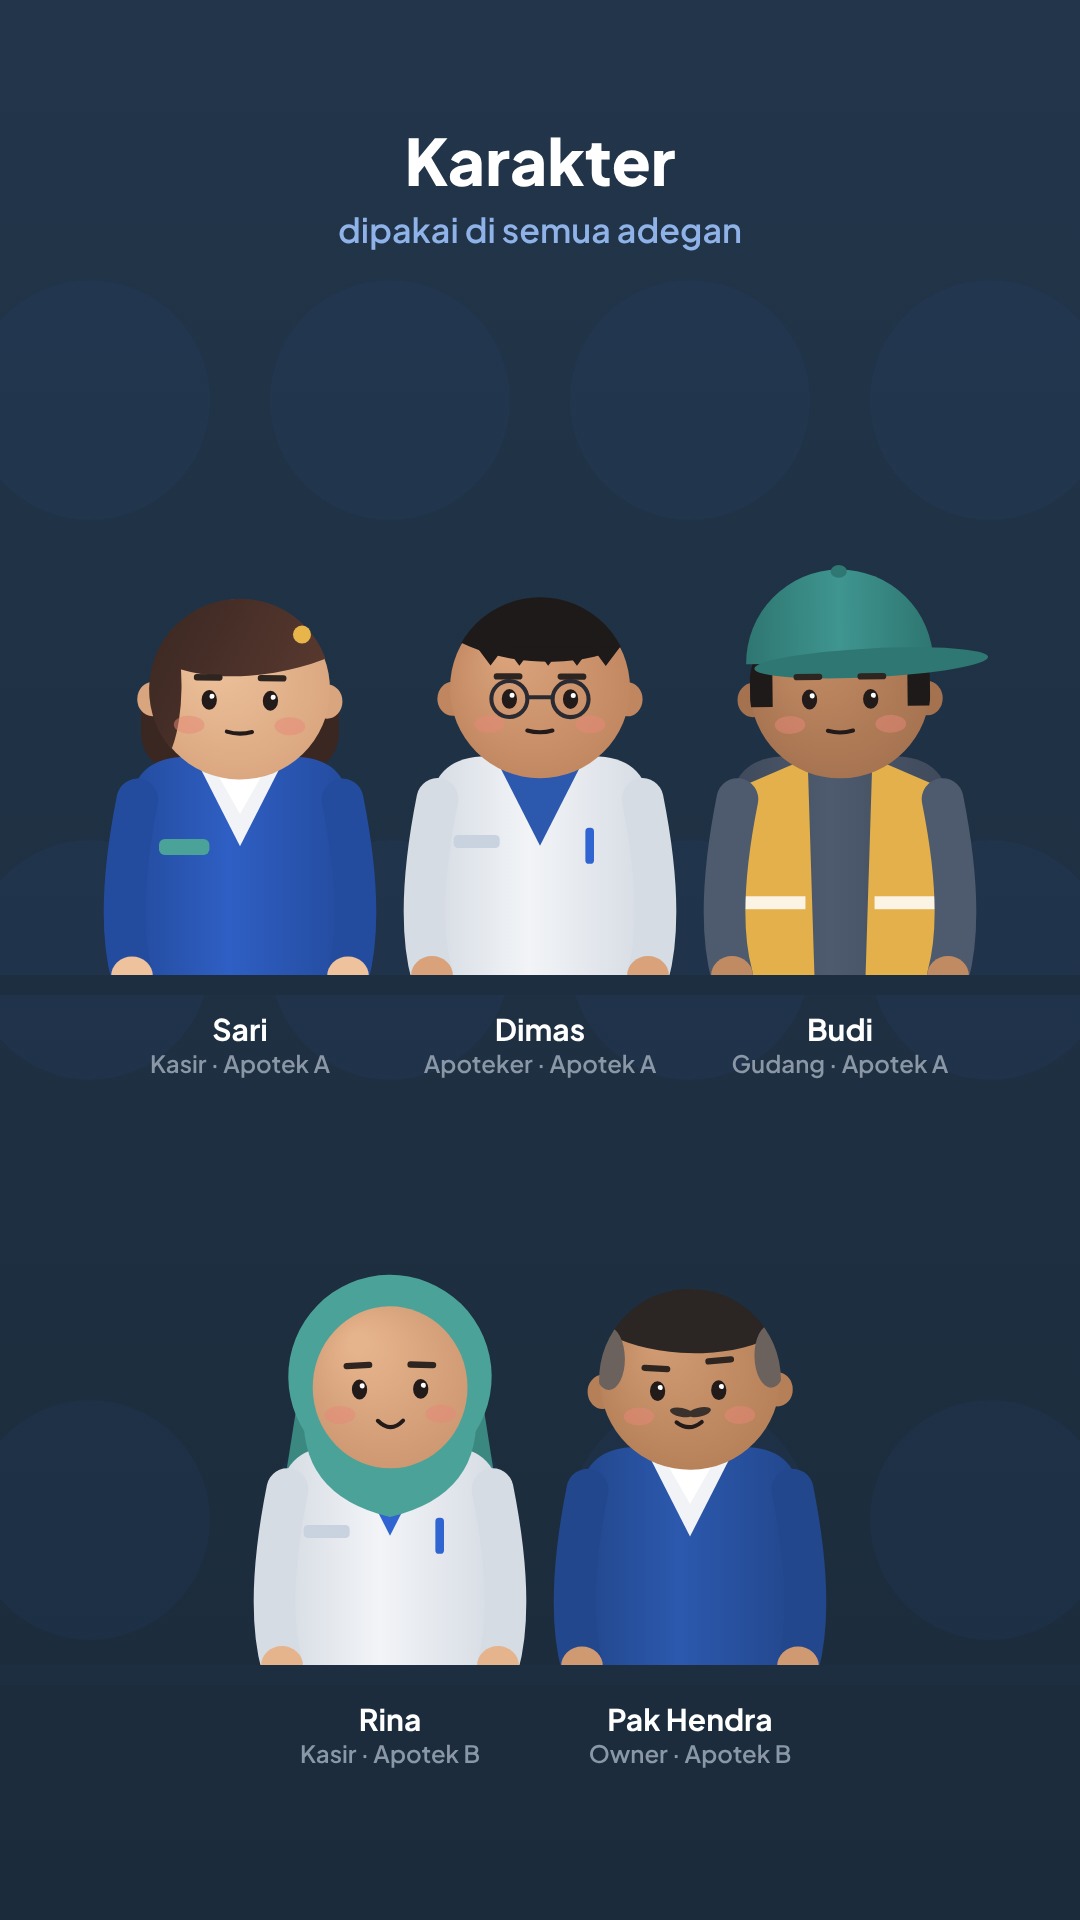 Karakter
dipakai di semua adegan
Sari
Kasir · Apotek A
Dimas
Apoteker · Apotek A
Budi
Gudang · Apotek A
Rina
Kasir · Apotek B
Pak Hendra
Owner · Apotek B